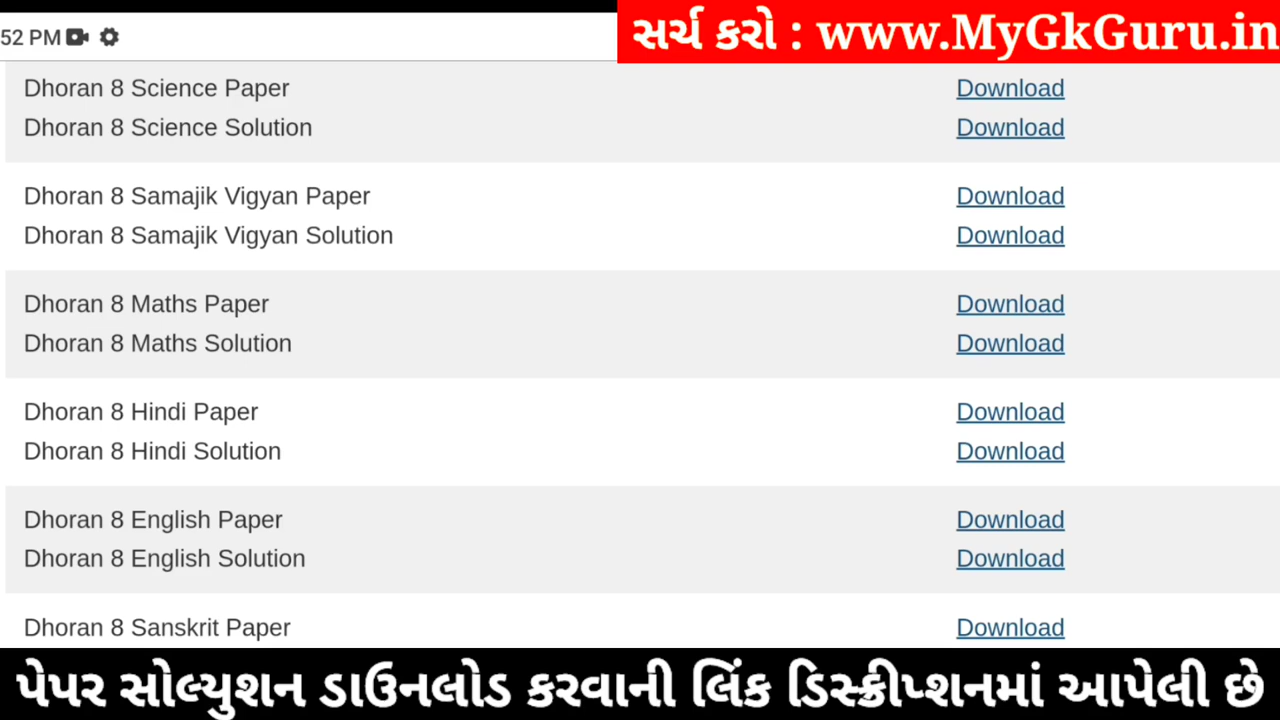 52 PM
સર્ચ કરો : www.MyGkGuru.in
Dhoran 8 Science Paper Download
Dhoran 8 Science Solution Download
Dhoran 8 Samajik Vigyan Paper Download
Dhoran 8 Samajik Vigyan Solution Download
Dhoran 8 Maths Paper Download
Dhoran 8 Maths Solution Download
Dhoran 8 Hindi Paper Download
Dhoran 8 Hindi Solution Download
Dhoran 8 English Paper Download
Dhoran 8 English Solution Download
Dhoran 8 Sanskrit Paper Download
પેપર સોલ્યુશન ડાઉનલોડ કરવાની લિંક ડિસ્ક્રીપ્શનમાં આપેલી છે